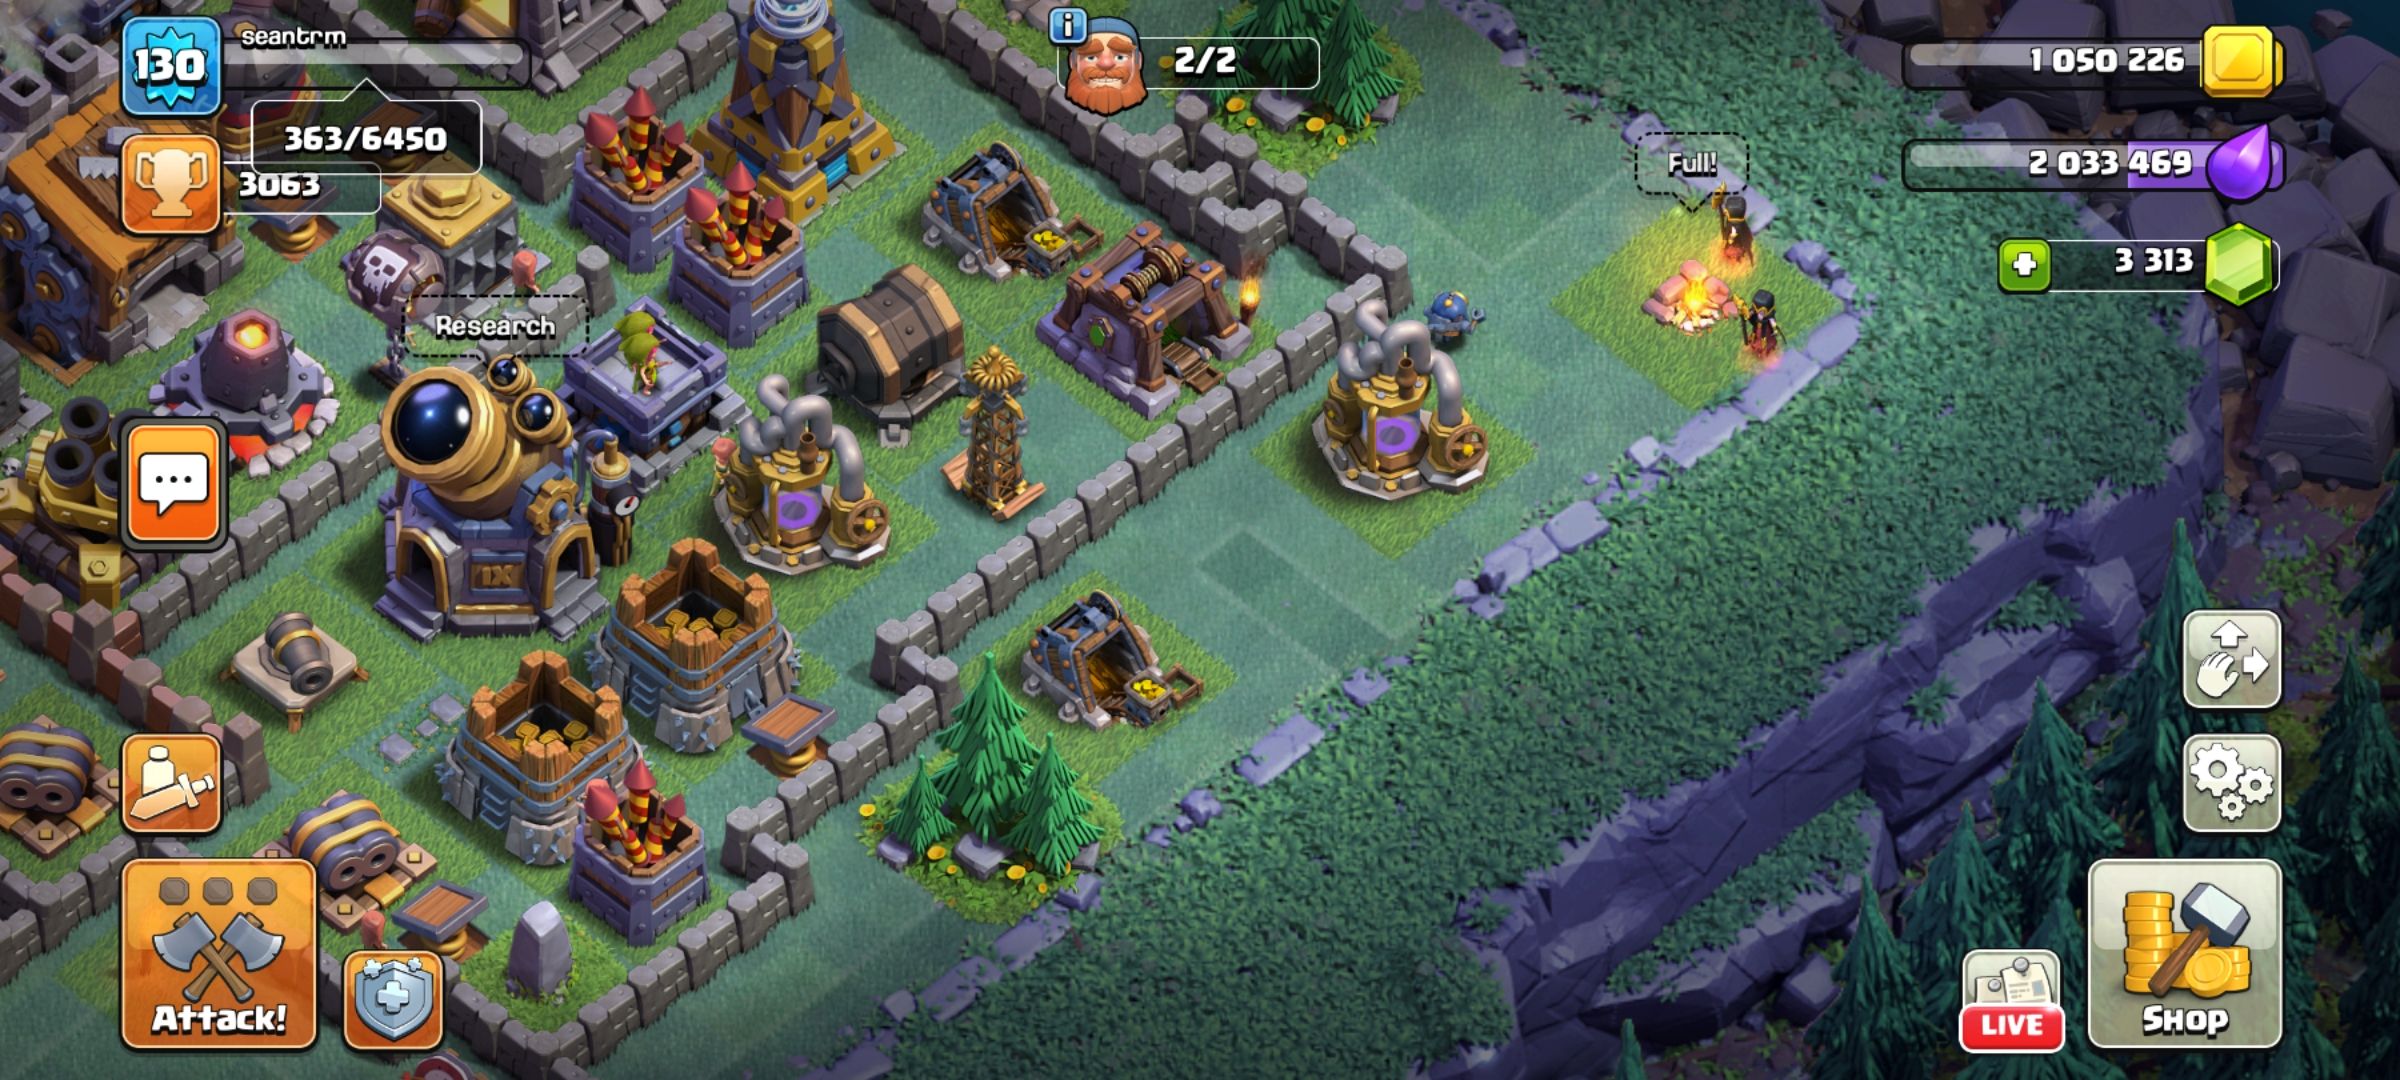 130
seantrm
363/6450
3063
i
2/2
1 050 226
2 033 469
3 313
Full!
Research
IX
Attack!
LIVE
Shop